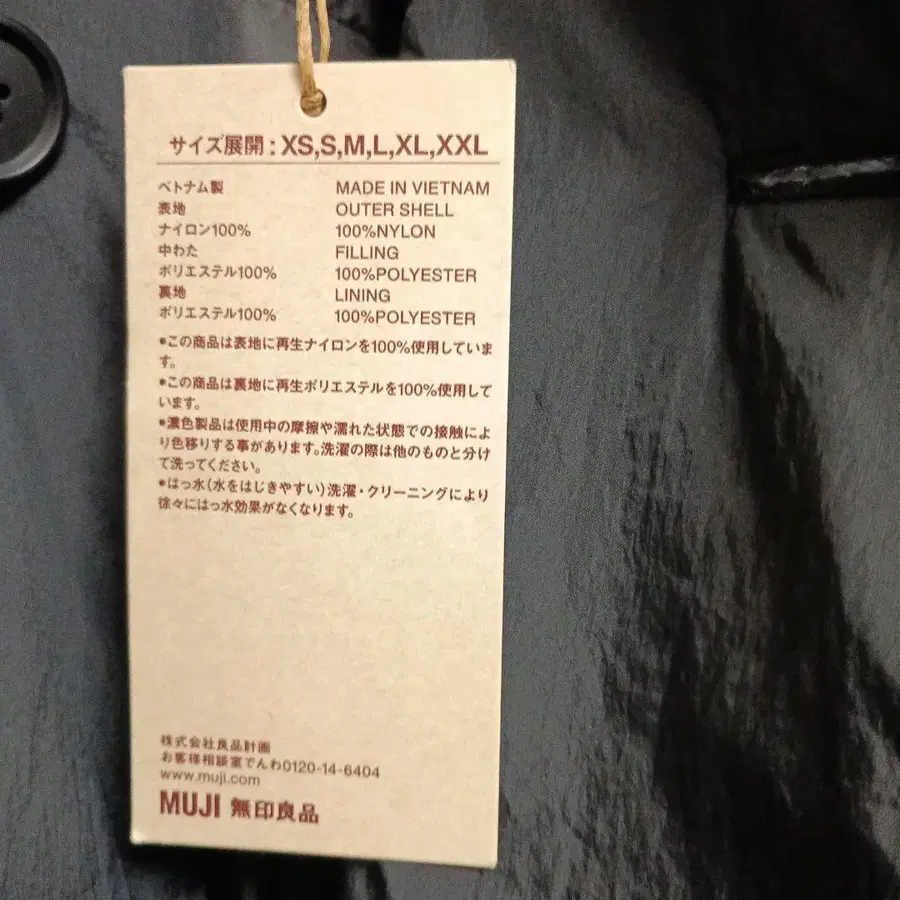 サイズ展開：XS,S,M,L,XL,XXL
ベトナム製 MADE IN VIETNAM
表地 OUTER SHELL
ナイロン100% 100%NYLON
中わた FILLING
ポリエステル100% 100%POLYESTER
裏地 LINING
ポリエステル100% 100%POLYESTER
●この商品は表地に再生ナイロンを100%使用していま
す。
●この商品は裏地に再生ポリエステルを100%使用して
います。
●濃色製品は使用中の摩擦や濡れた状態での接触によ
り色移りする事があります。洗濯の際は他のものと分け
て洗ってください。
●はっ水(水をはじきやすい)洗濯・クリーニングにより
徐々にはっ水効果がなくなります。
株式会社良品計画
お客様相談室でんわ0120-14-6404
www.muji.com
MUJI 無印良品